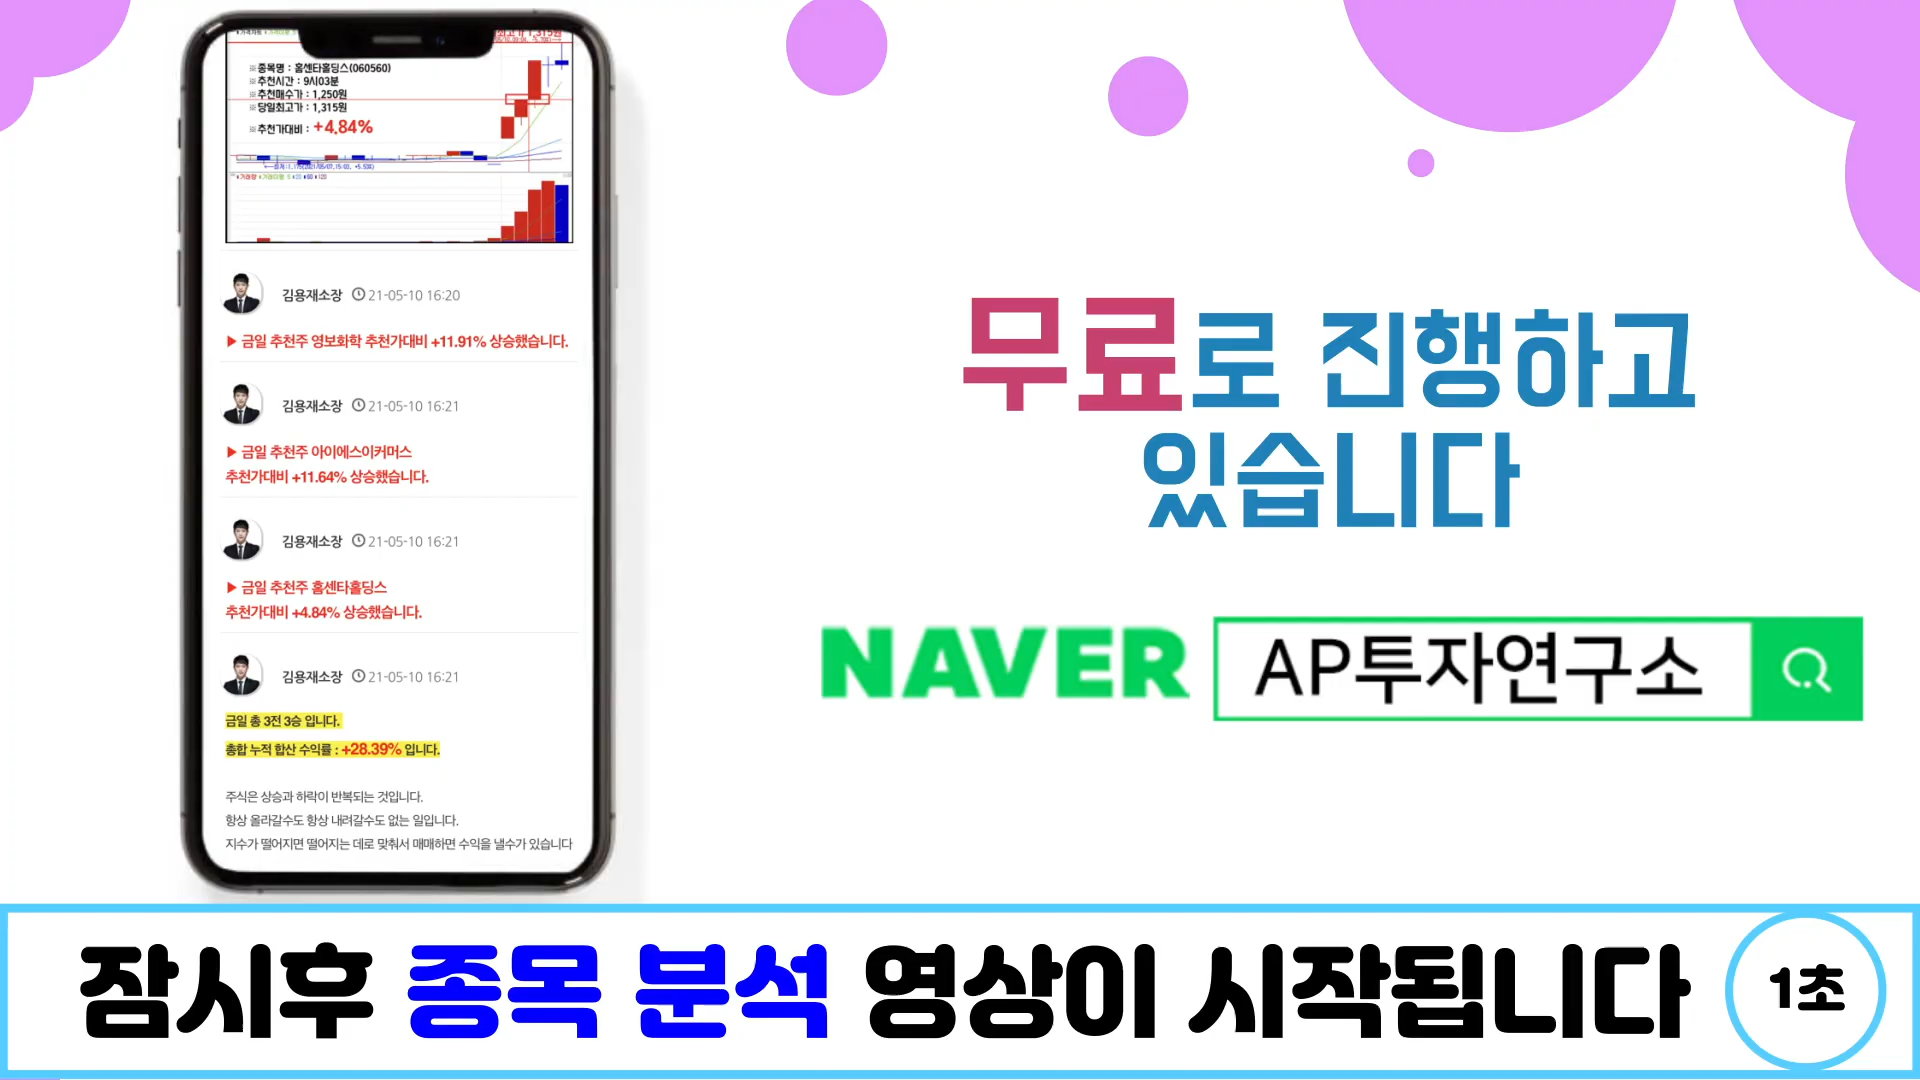 ※종목명 : 홈센타홀딩스(060560)
※추천시간 : 9시03분
※추천매수가 : 1,250원
※당일최고가 : 1,315원
※추천가대비 : +4.84%
김용재소장 21-05-10 16:20
▶ 금일 추천주 영보화학 추천가대비 +11.91% 상승했습니다.
김용재소장 21-05-10 16:21
▶ 금일 추천주 아이에스이커머스
추천가대비 +11.64% 상승했습니다.
김용재소장 21-05-10 16:21
▶ 금일 추천주 홈센타홀딩스
추천가대비 +4.84% 상승했습니다.
김용재소장 21-05-10 16:21
금일 총 3전 3승 입니다.
총합 누적 합산 수익률 : +28.39% 입니다.
주식은 상승과 하락이 반복되는 것입니다.
항상 올라갈수도 항상 내려갈수도 없는 일입니다.
지수가 떨어지면 떨어지는 데로 맞춰서 매매하면 수익을 낼수가 있습니다
무료로 진행하고
있습니다
NAVER AP투자연구소
잠시후 종목 분석 영상이 시작됩니다 1초